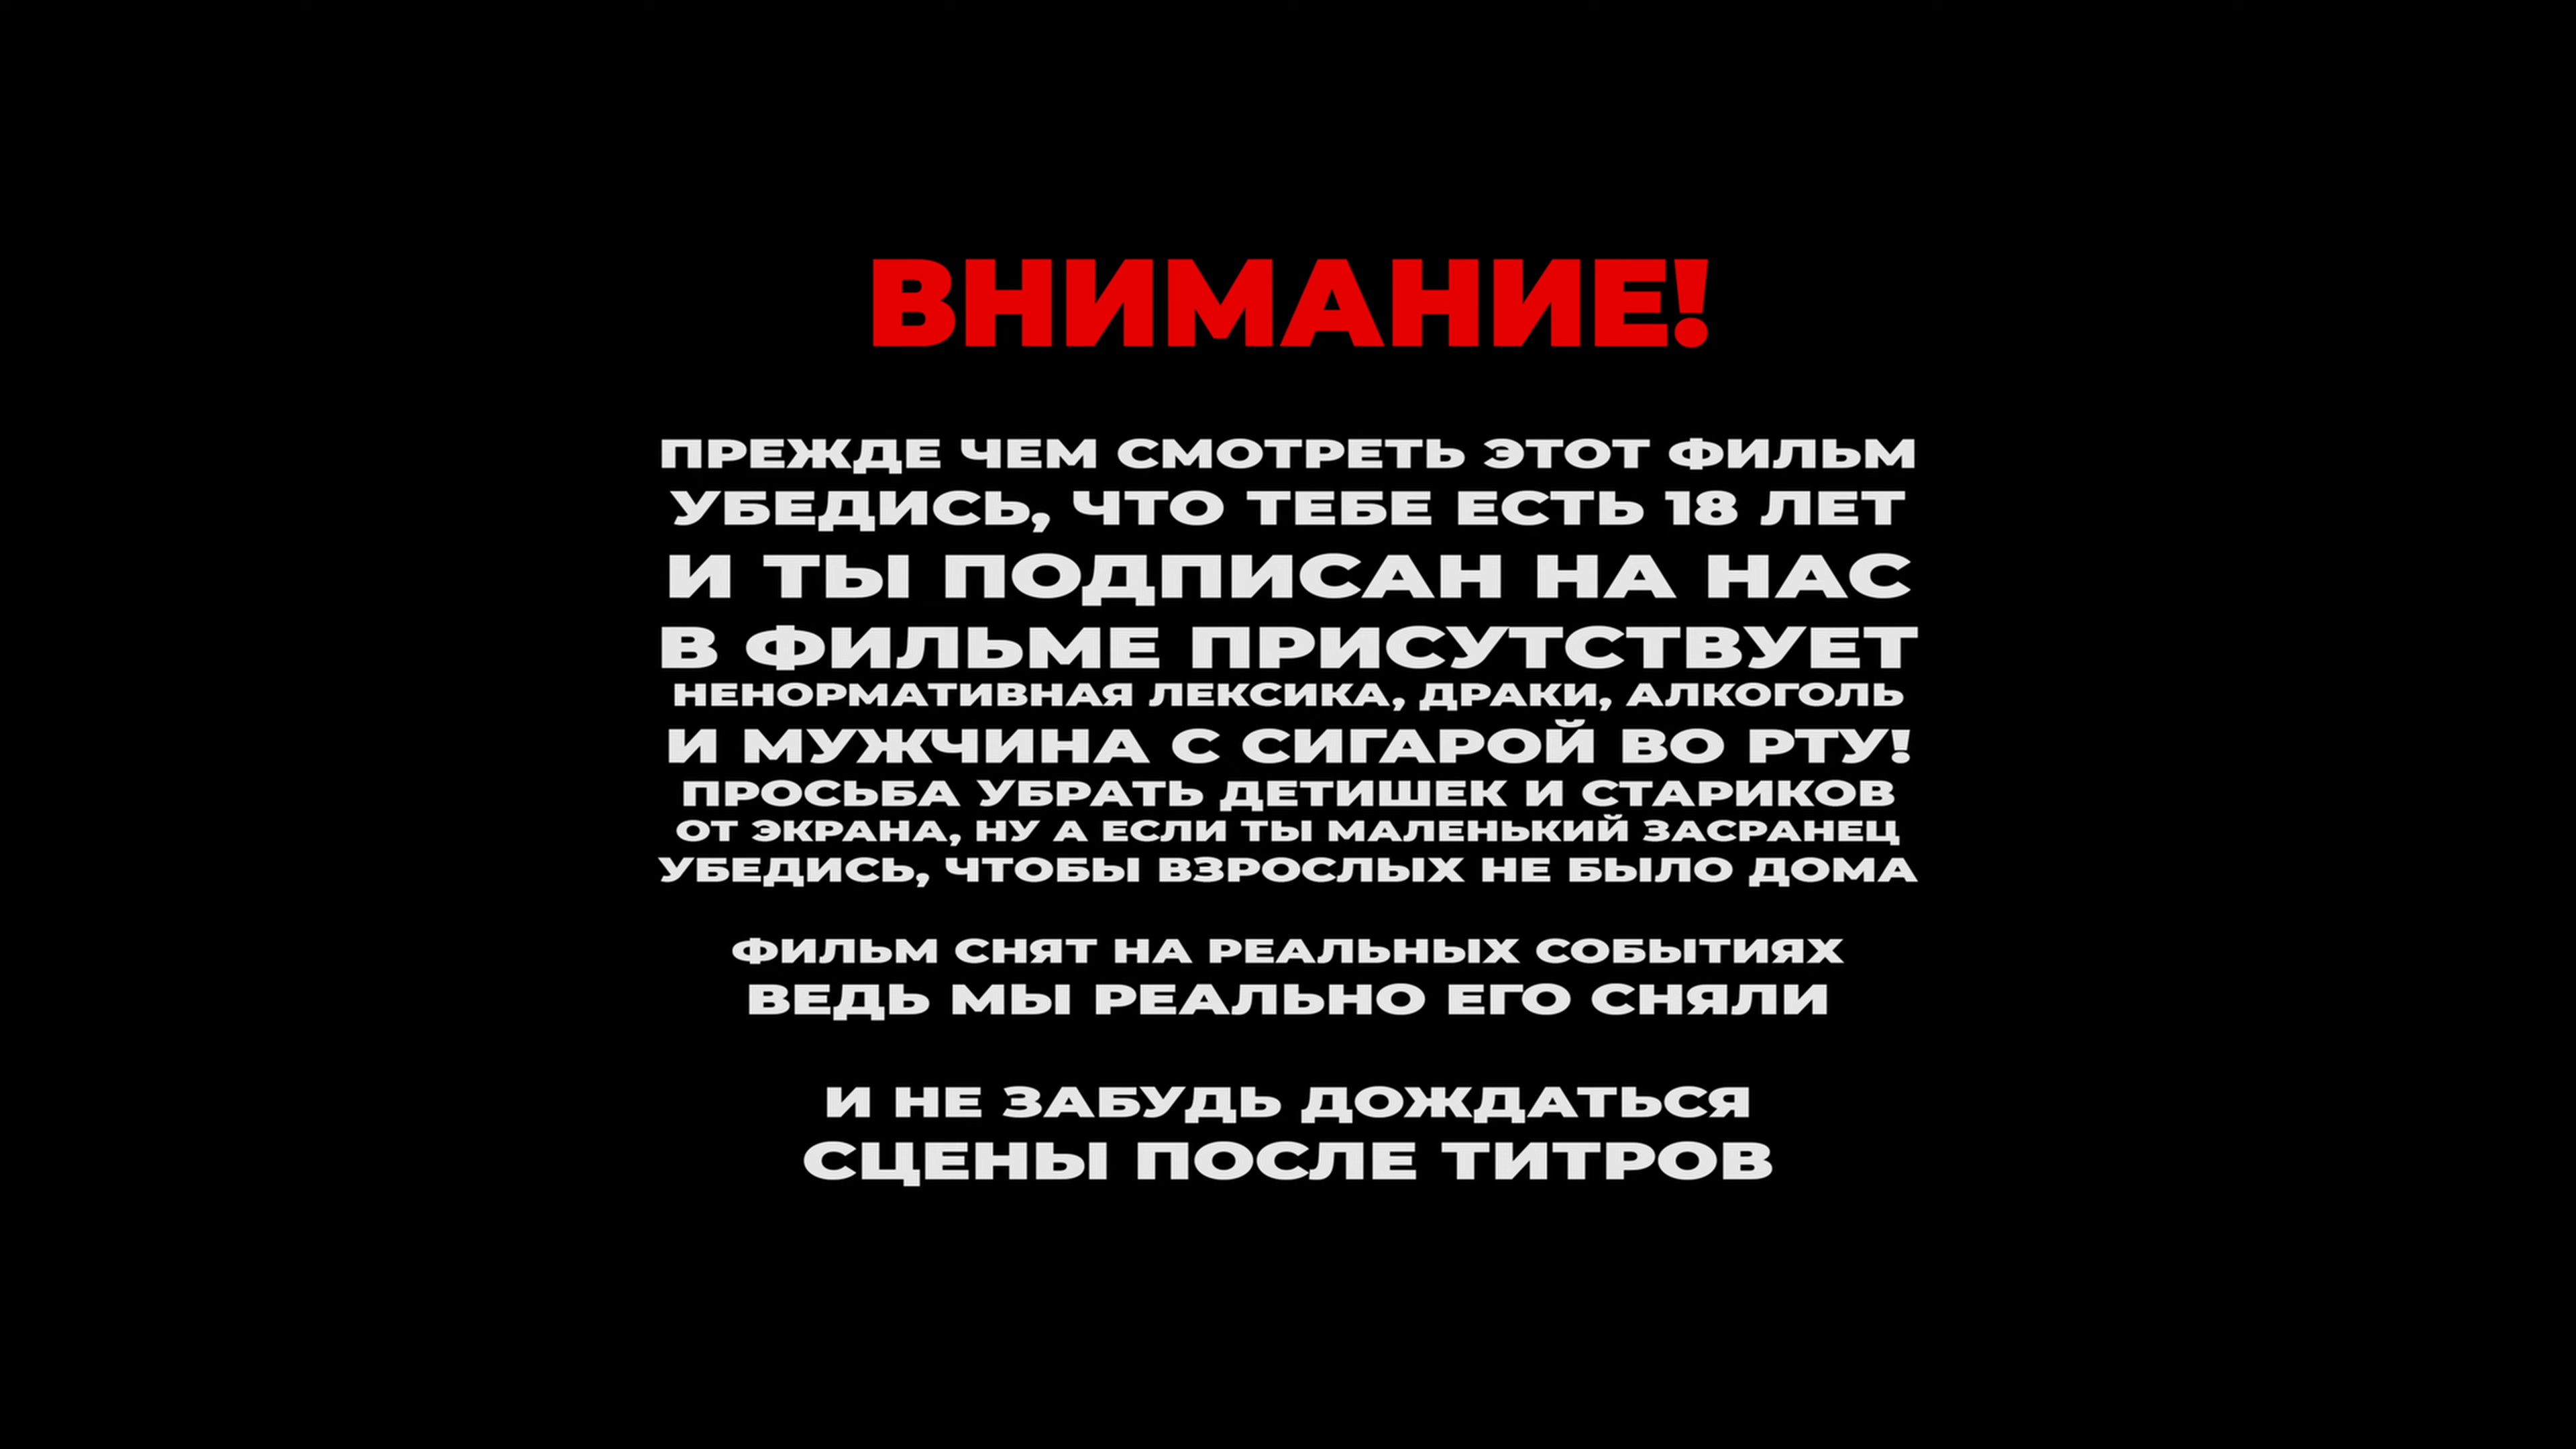 ВНИМАНИЕ!
ПРЕЖДЕ ЧЕМ СМОТРЕТЬ ЭТОТ ФИЛЬМ
УБЕДИСЬ, ЧТО ТЕБЕ ЕСТЬ 18 ЛЕТ
И ТЫ ПОДПИСАН НА НАС
В ФИЛЬМЕ ПРИСУТСТВУЕТ
НЕНОРМАТИВНАЯ ЛЕКСИКА, ДРАКИ, АЛКОГОЛЬ
И МУЖЧИНА С СИГАРОЙ ВО РТУ!
ПРОСЬБА УБРАТЬ ДЕТИШЕК И СТАРИКОВ
ОТ ЭКРАНА, НУ А ЕСЛИ ТЫ МАЛЕНЬКИЙ ЗАСРАНЕЦ
УБЕДИСЬ, ЧТОБЫ ВЗРОСЛЫХ НЕ БЫЛО ДОМА
ФИЛЬМ СНЯТ НА РЕАЛЬНЫХ СОБЫТИЯХ
ВЕДЬ МЫ РЕАЛЬНО ЕГО СНЯЛИ
И НЕ ЗАБУДЬ ДОЖДАТЬСЯ
СЦЕНЫ ПОСЛЕ ТИТРОВ